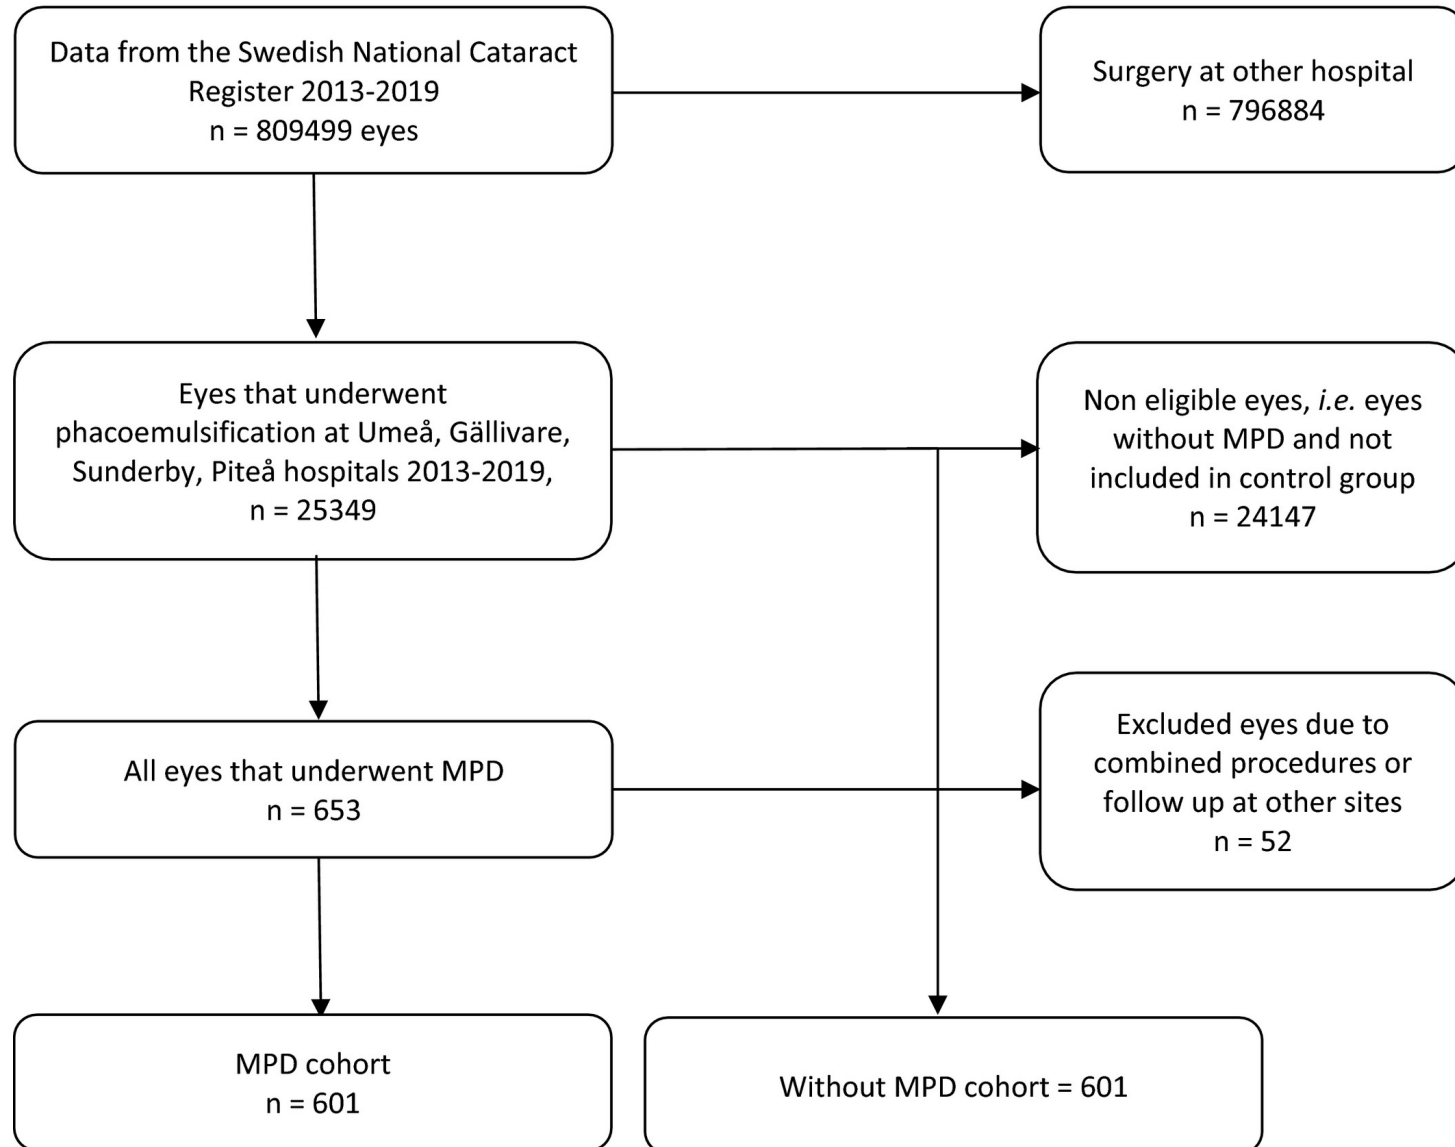 Data from the Swedish National Cataract
Register 2013-2019
n = 809499 eyes
Surgery at other hospital
n = 796884
Eyes that underwent
phacoemulsification at Umeå, Gällivare,
Sunderby, Piteå hospitals 2013-2019,
n = 25349
Non eligible eyes, i.e. eyes
without MPD and not
included in control group
n = 24147
All eyes that underwent MPD
n = 653
Excluded eyes due to
combined procedures or
follow up at other sites
n = 52
MPD cohort
n = 601
Without MPD cohort = 601